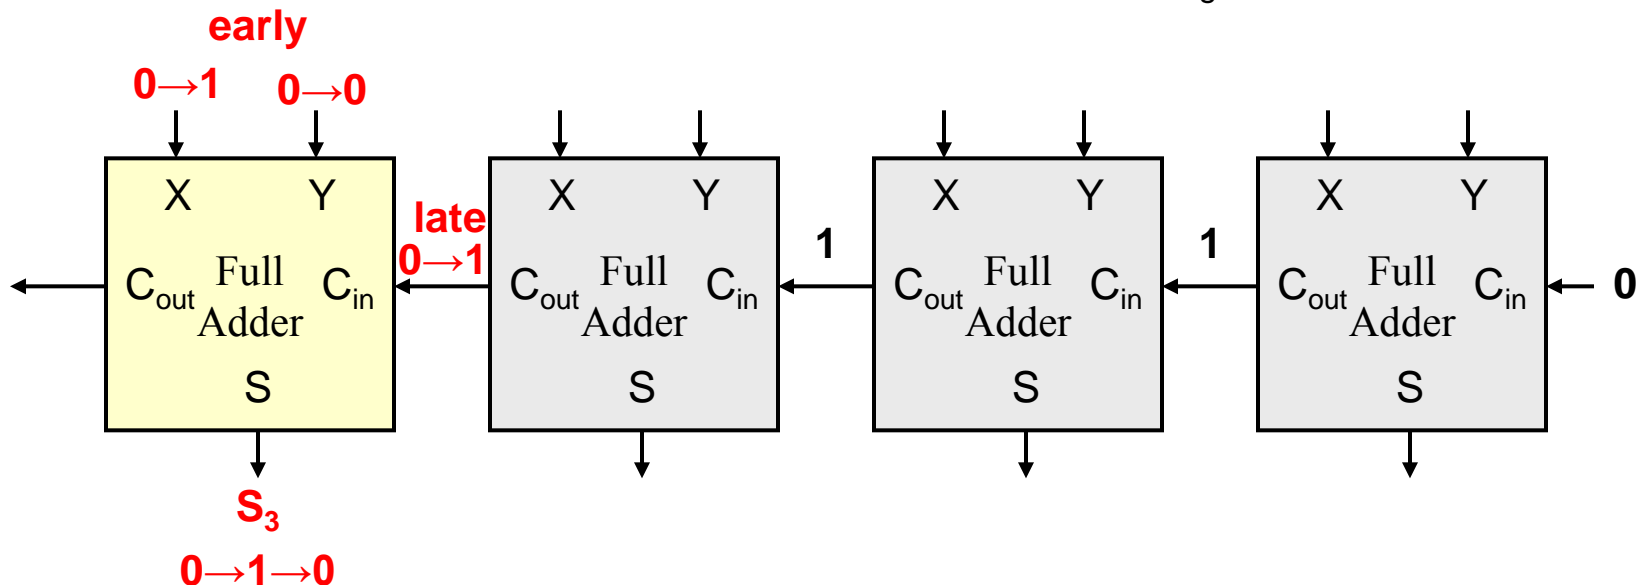 early
0→1 0→0
X Y X Y X Y X Y
late
0→1 1 1
Cout Full Adder Cin Cout Full Adder Cin Cout Full Adder Cin Cout Full Adder Cin 0
S S S S
S3
0→1→0